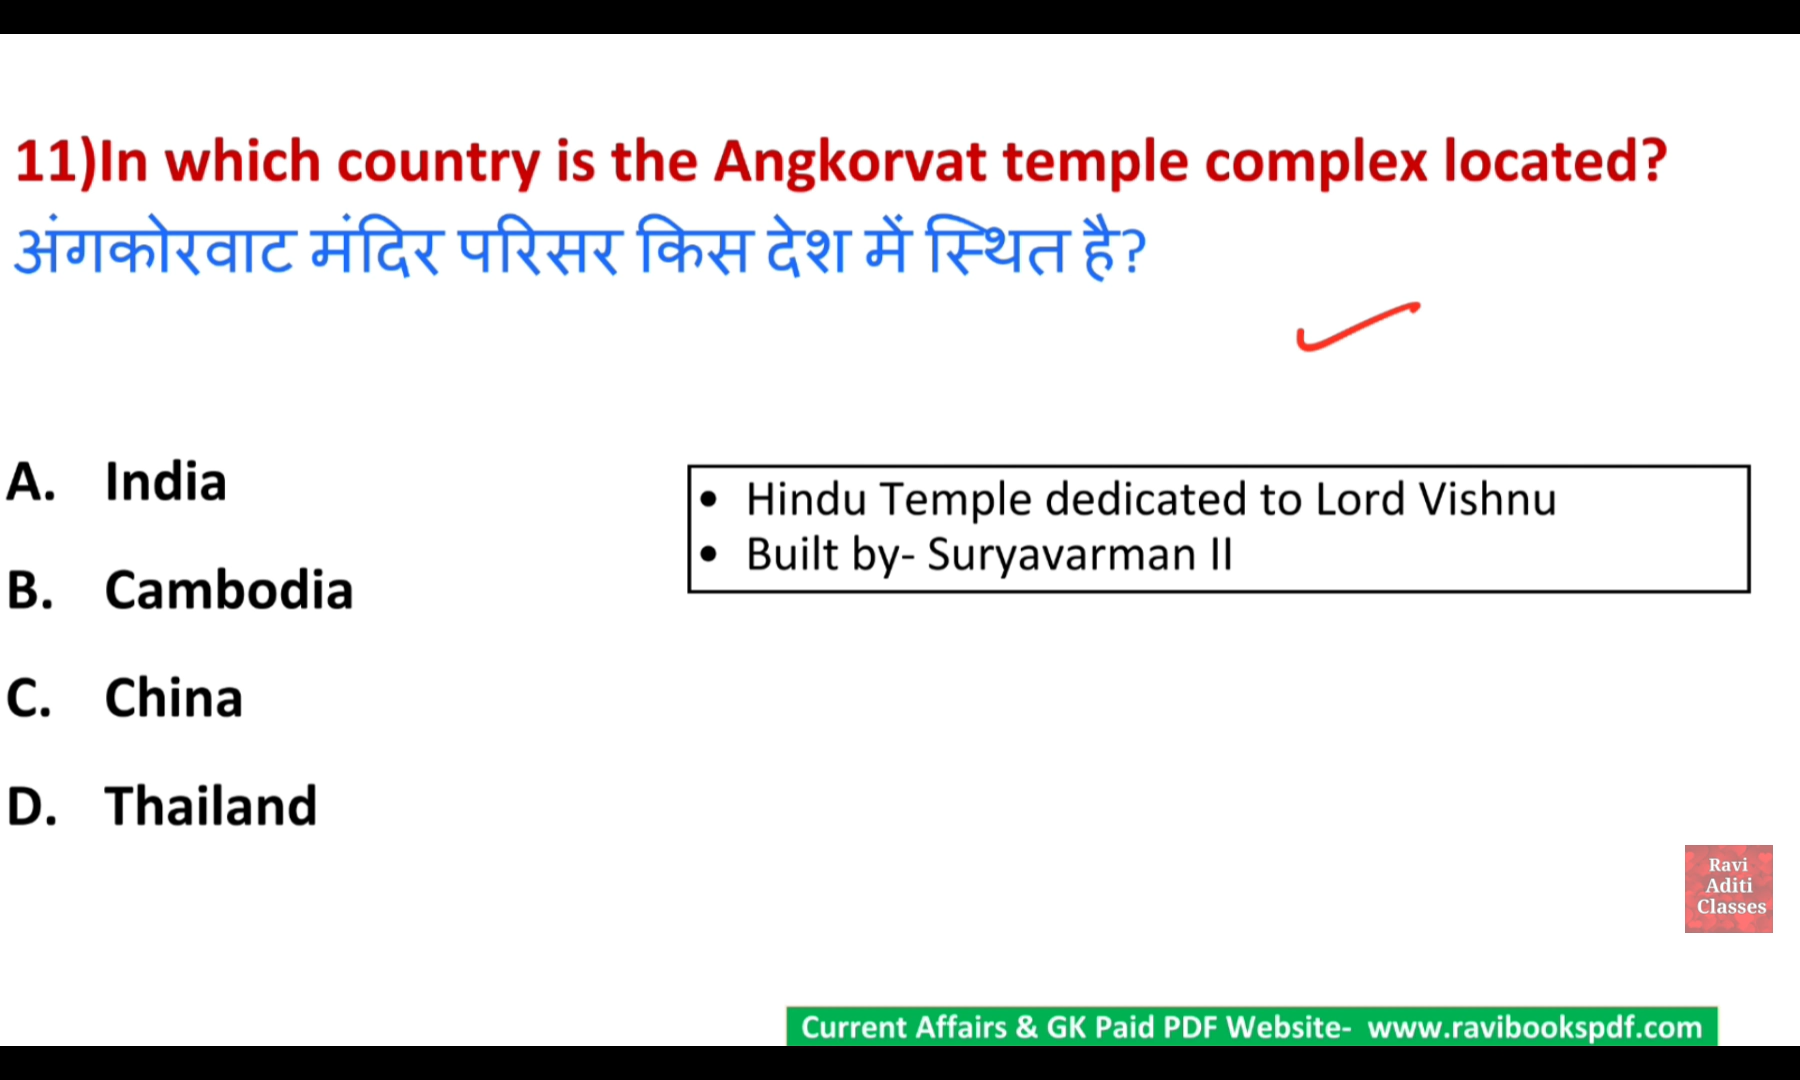 11)In which country is the Angkorvat temple complex located?
अंगकोरवाट मंदिर परिसर किस देश में स्थित है?
A. India
B. Cambodia
C. China
D. Thailand
• Hindu Temple dedicated to Lord Vishnu
• Built by- Suryavarman II
Ravi
Aditi
Classes
Current Affairs & GK Paid PDF Website- www.ravibookspdf.com